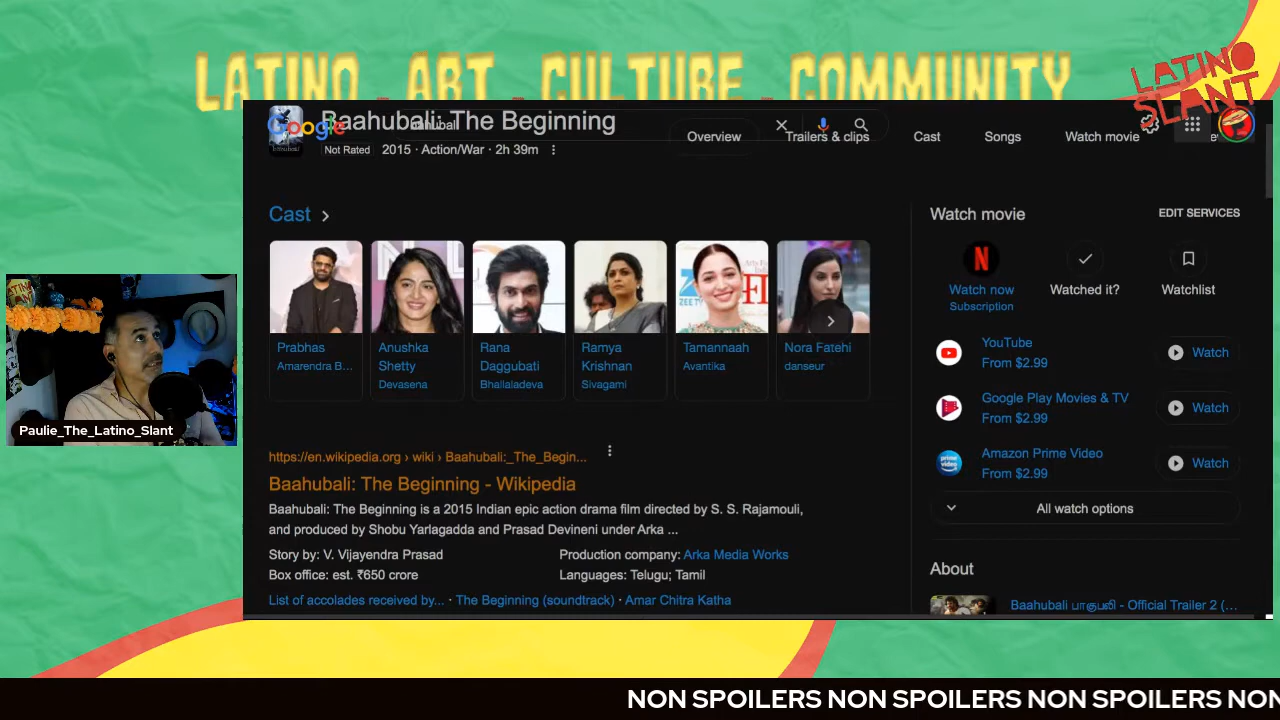 LATINO . ART . CULTURE . COMMUNITY
LATINO
SLANT
Google
Baahubali: The Beginning
Not Rated 2015 · Action/War · 2h 39m
Overview
Trailers & clips
Cast
Songs
Watch movie
Cast
Prabhas
Amarendra B...
Anushka
Shetty
Devasena
Rana
Daggubati
Bhallaladeva
Ramya
Krishnan
Sivagami
Tamannaah
Avantika
Nora Fatehi
danseur
https://en.wikipedia.org › wiki › Baahubali:_The_Begin...
Baahubali: The Beginning - Wikipedia
Baahubali: The Beginning is a 2015 Indian epic action drama film directed by S. S. Rajamouli,
and produced by Shobu Yarlagadda and Prasad Devineni under Arka ...
Story by: V. Vijayendra Prasad
Production company: Arka Media Works
Box office: est. ₹650 crore
Languages: Telugu; Tamil
List of accolades received by... · The Beginning (soundtrack) · Amar Chitra Katha
Watch movie
EDIT SERVICES
Watch now
Subscription
Watched it?
Watchlist
YouTube
From $2.99
Watch
Google Play Movies & TV
From $2.99
Watch
Amazon Prime Video
From $2.99
Watch
All watch options
About
Baahubali பாகுபலி - Official Trailer 2 (...
Paulie_The_Latino_Slant
NON SPOILERS NON SPOILERS NON SPOILERS NON